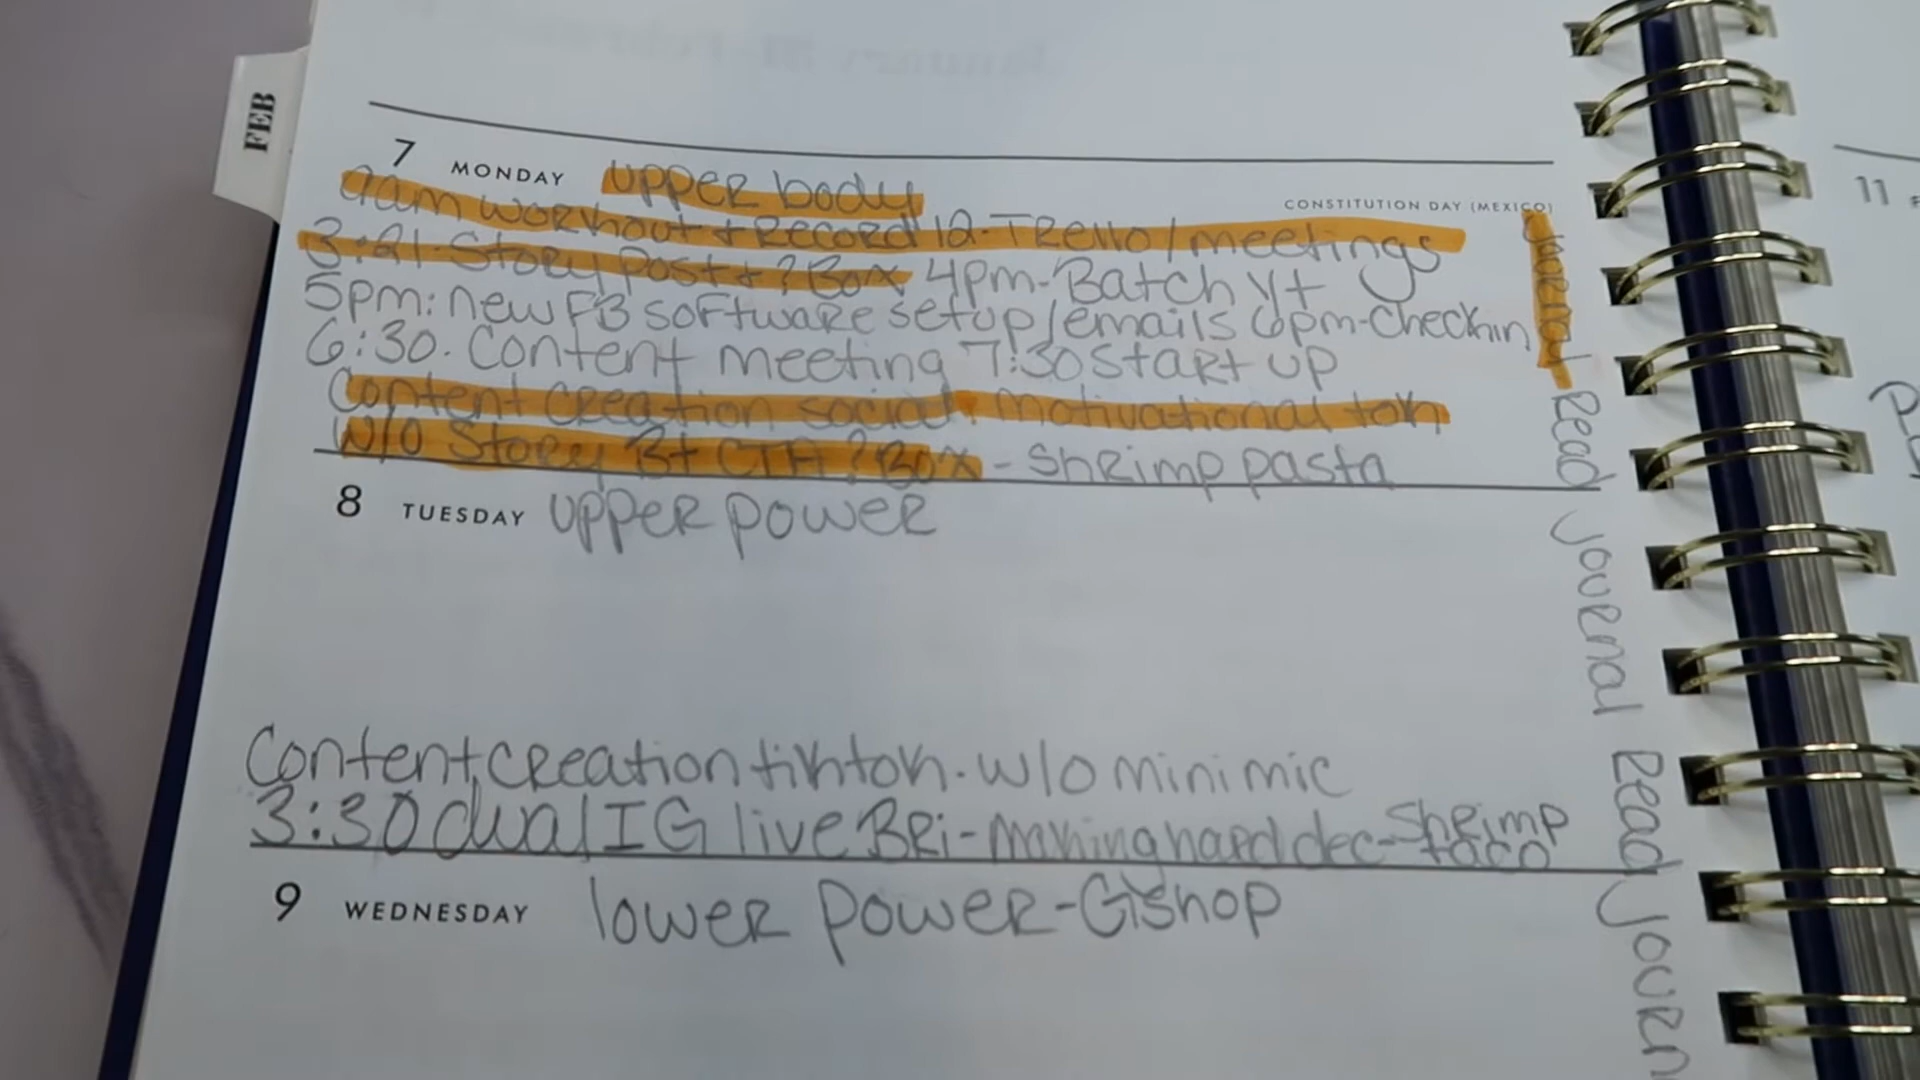 FEB
7 MONDAY upper body
CONSTITUTION DAY (MEXICO)
9am workout + Record 12-Trello/meetings
3:21 Story Post + ? Box 4pm-Batch yt
5pm: new FB software setup/emails 6pm-checkin
6:30. Content meeting 7:30 start up
Content creation social: motivational tok
W/O Story Bt CTA ? Box - Shrimp pasta
Journal
Read Journal
8 TUESDAY upper power
Content creation tiktok. w/o mini mic
3:30 dual IG live Bri-making hard dec-Shrimp
taco
Read Journ
9 WEDNESDAY lower power-Gshop
11